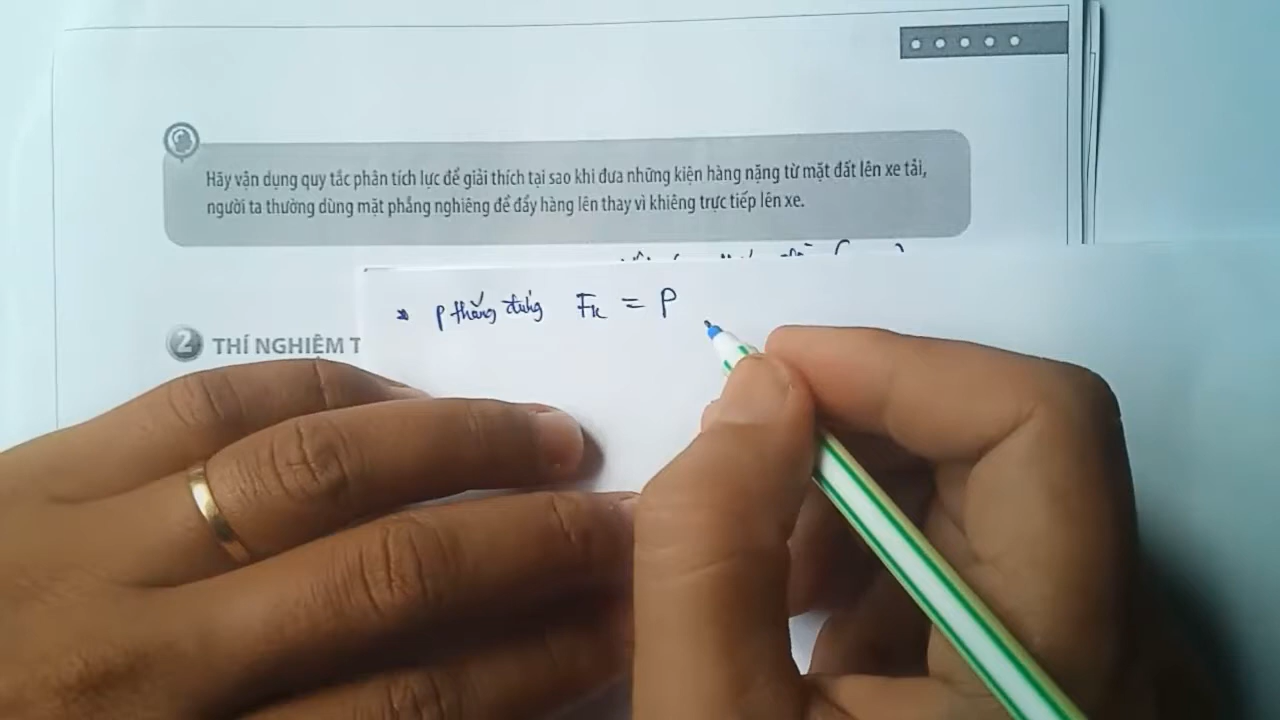 Hãy vận dụng quy tắc phân tích lực để giải thích tại sao khi đưa những kiện hàng nặng từ mặt đất lên xe tải,
người ta thường dùng mặt phẳng nghiêng để đẩy hàng lên thay vì khiêng trực tiếp lên xe.
P thẳng đứng Fk = P
2 THÍ NGHIỆM T